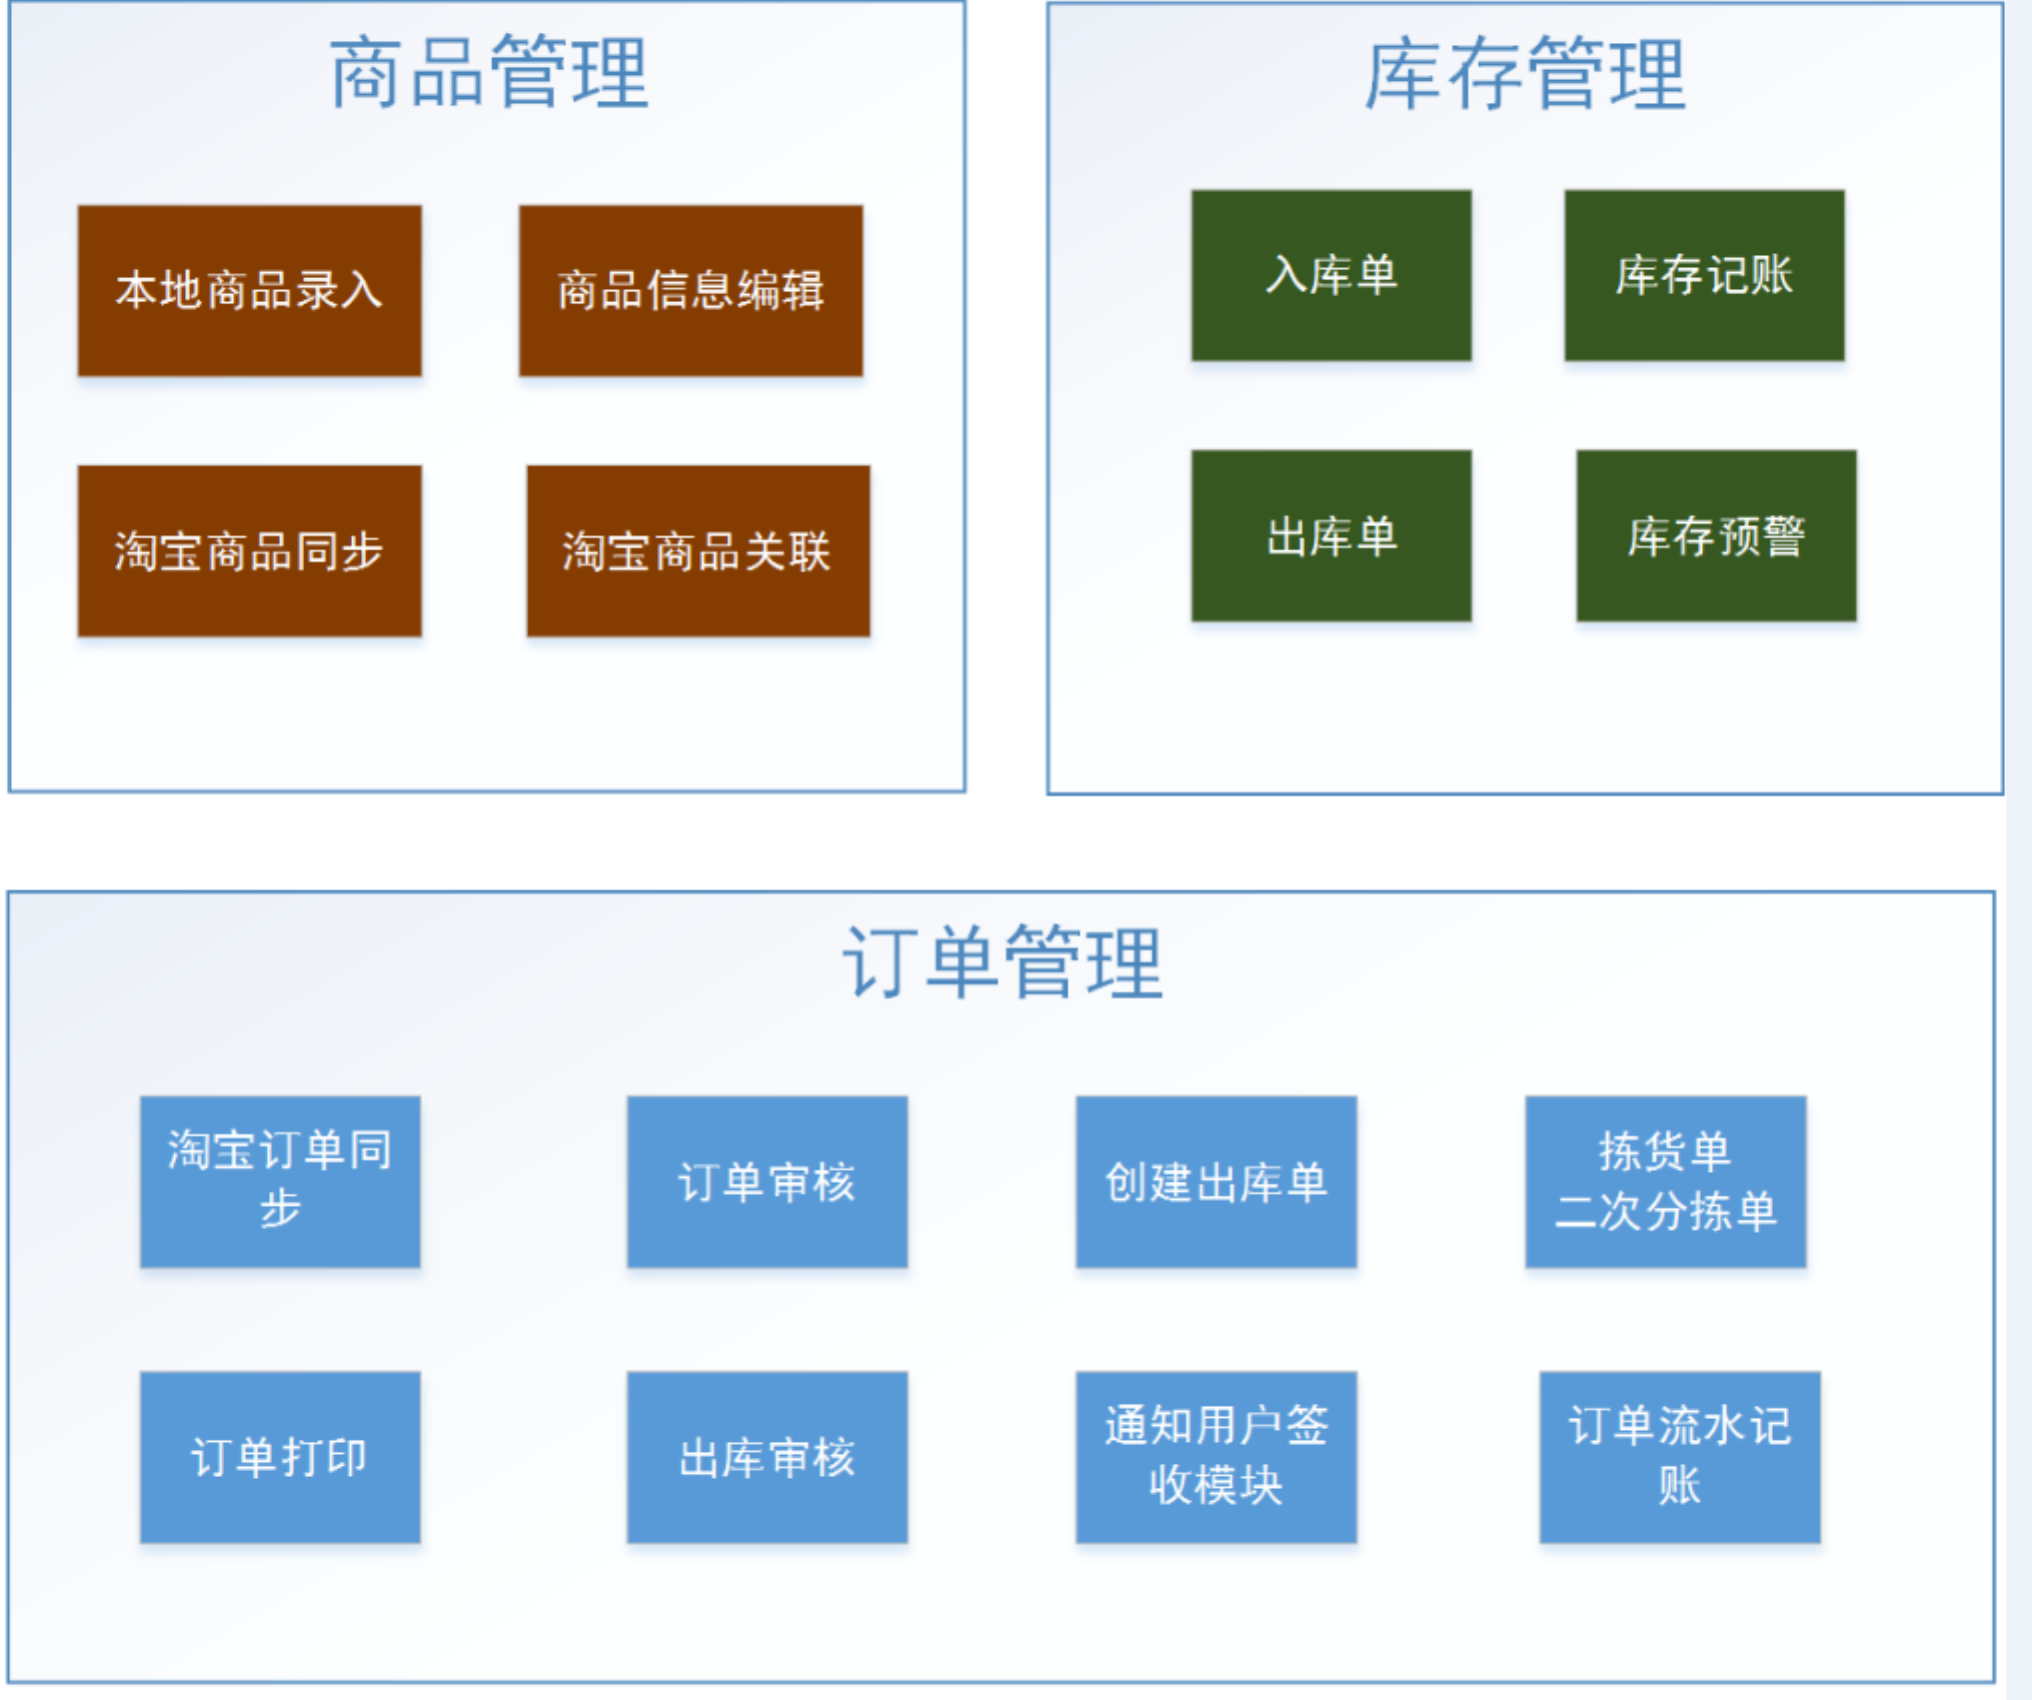 商品管理
本地商品录入
商品信息编辑
淘宝商品同步
淘宝商品关联
库存管理
入库单
库存记账
出库单
库存预警
订单管理
淘宝订单同
步
订单审核
创建出库单
拣货单
二次分拣单
订单打印
出库审核
通知用户签
收模块
订单流水记
账